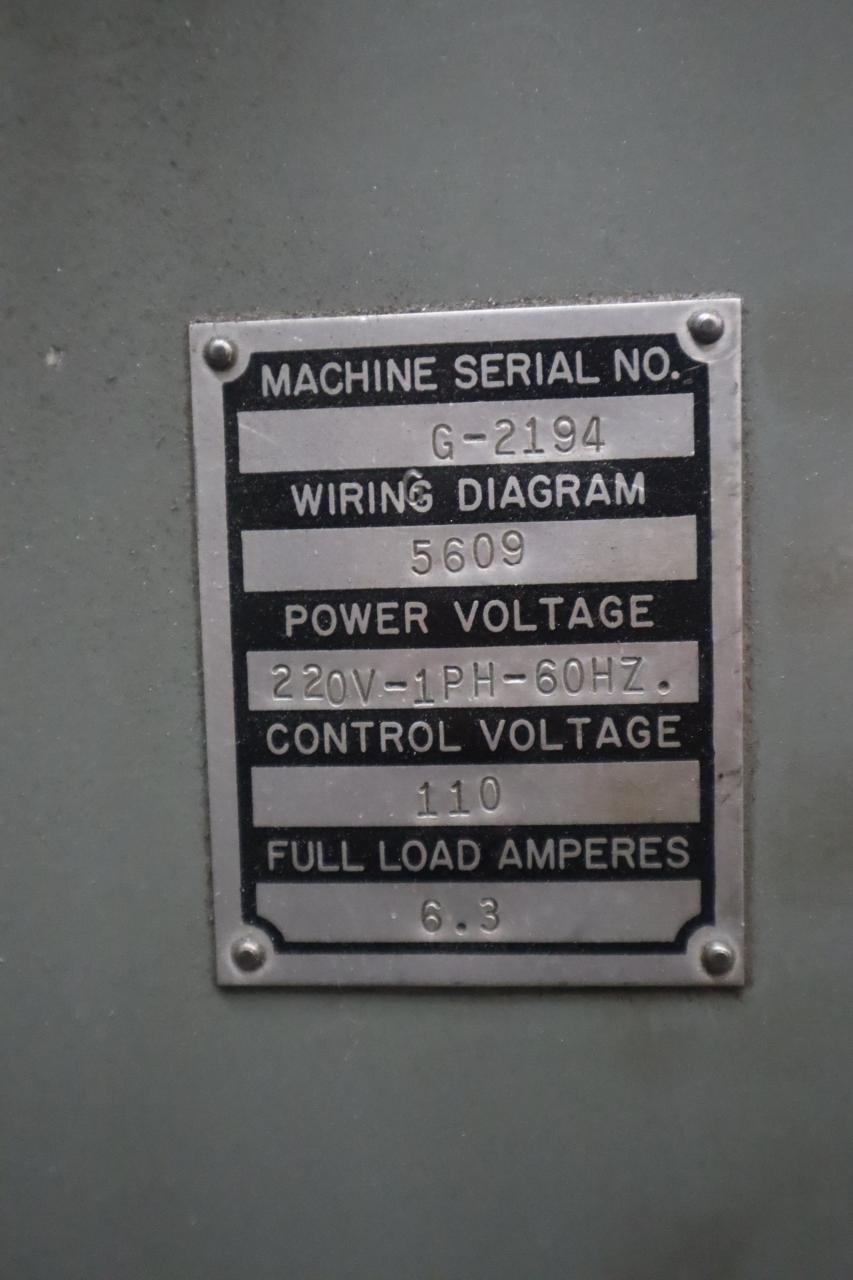 MACHINE SERIAL NO.
G-2194
WIRING DIAGRAM
5609
POWER VOLTAGE
220V-1PH-60HZ.
CONTROL VOLTAGE
110
FULL LOAD AMPERES
6.3